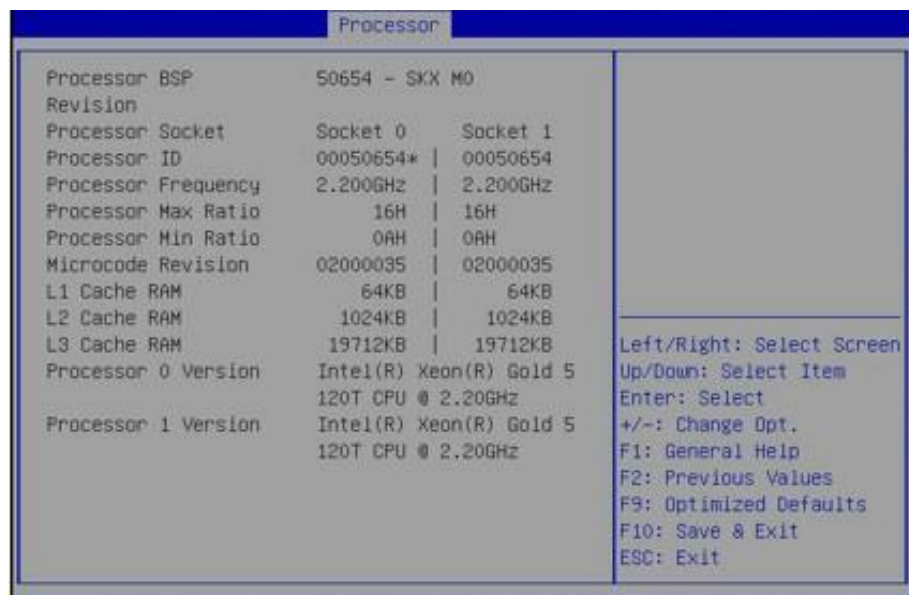 Processor
Processor BSP 50654 - SKX M0
Revision
Processor Socket Socket 0 Socket 1
Processor ID 00050654* | 00050654
Processor Frequency 2.200GHz | 2.200GHz
Processor Max Ratio 16H | 16H
Processor Min Ratio 0AH | 0AH
Microcode Revision 02000035 | 02000035
L1 Cache RAM 64KB | 64KB
L2 Cache RAM 1024KB | 1024KB
L3 Cache RAM 19712KB | 19712KB
Processor 0 Version Intel(R) Xeon(R) Gold 5
120T CPU @ 2.20GHz
Processor 1 Version Intel(R) Xeon(R) Gold 5
120T CPU @ 2.20GHz
Left/Right: Select Screen
Up/Down: Select Item
Enter: Select
+/-: Change Opt.
F1: General Help
F2: Previous Values
F9: Optimized Defaults
F10: Save & Exit
ESC: Exit